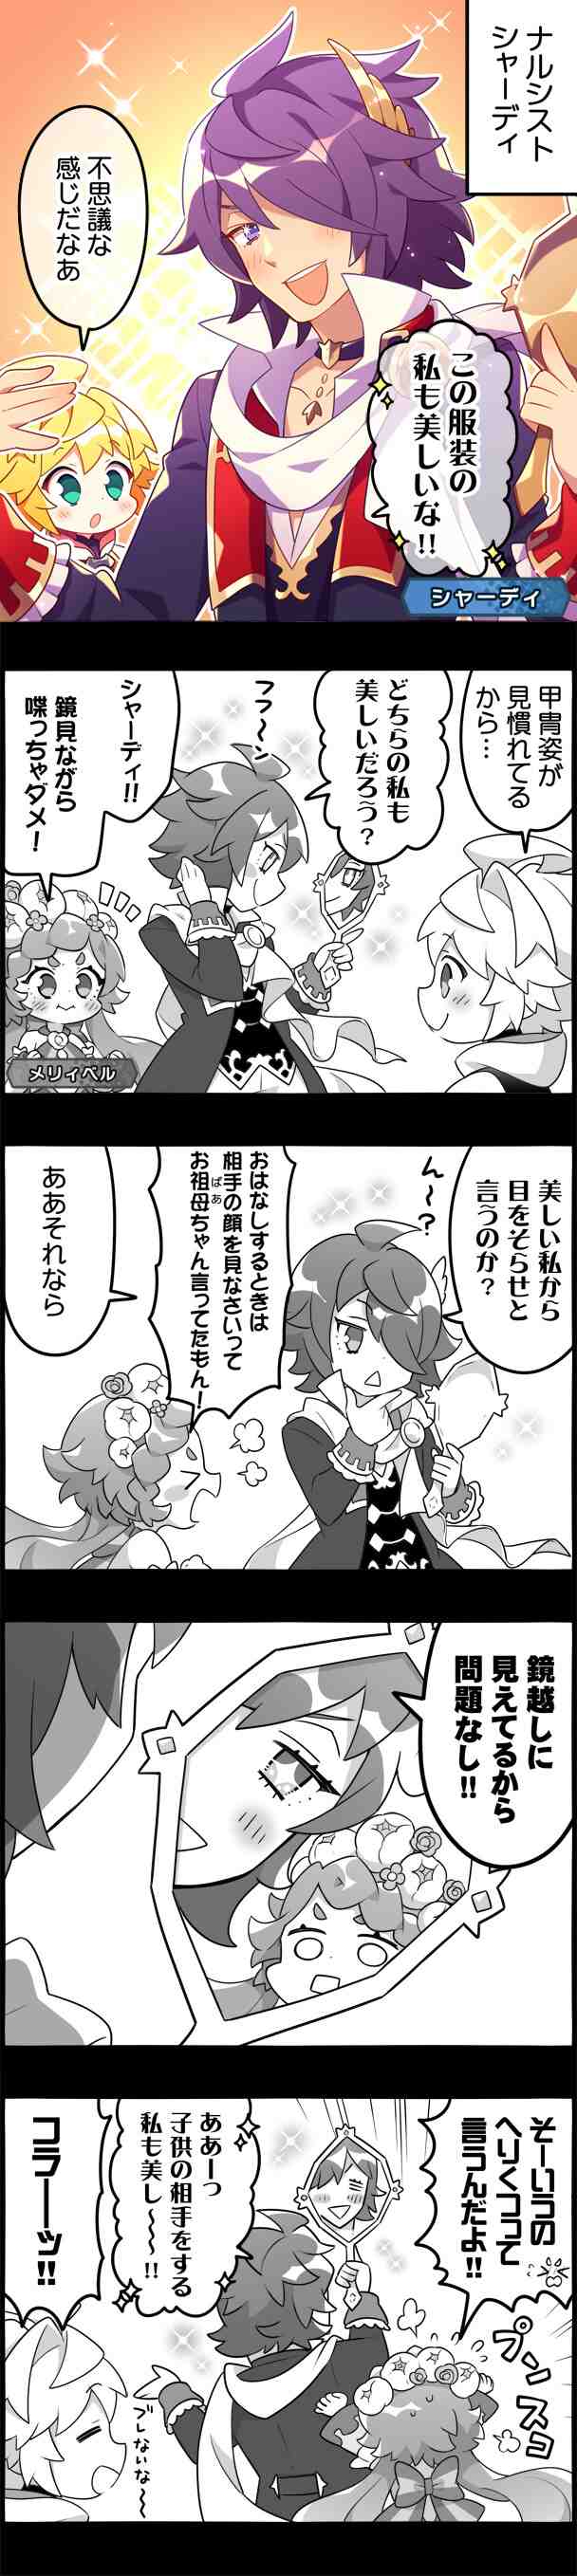 ナルシスト
シャーディ
この服装の
私も美しいな!!
不思議な
感じだなあ
シャーディ
甲冑姿が
見慣れてる
から…
どちらの私も
美しいだろう?
フフ〜ン
シャーディ!!
鏡見ながら
喋っちゃダメ!
メリィベル
美しい私から
目をそらせと
言うのか?
ん〜?
おはなしするときは
相手の顔を見なさいって
お祖母ちゃん言ってたもん!
ばあ
ああそれなら
鏡越しに
見えてるから
問題なし!!
そーいうの
へりくつって
言うんだよ!!
プンスコ
ああーっ
子供の相手をする
私も美し〜〜!!
コラーーッ!!
ブレないな〜